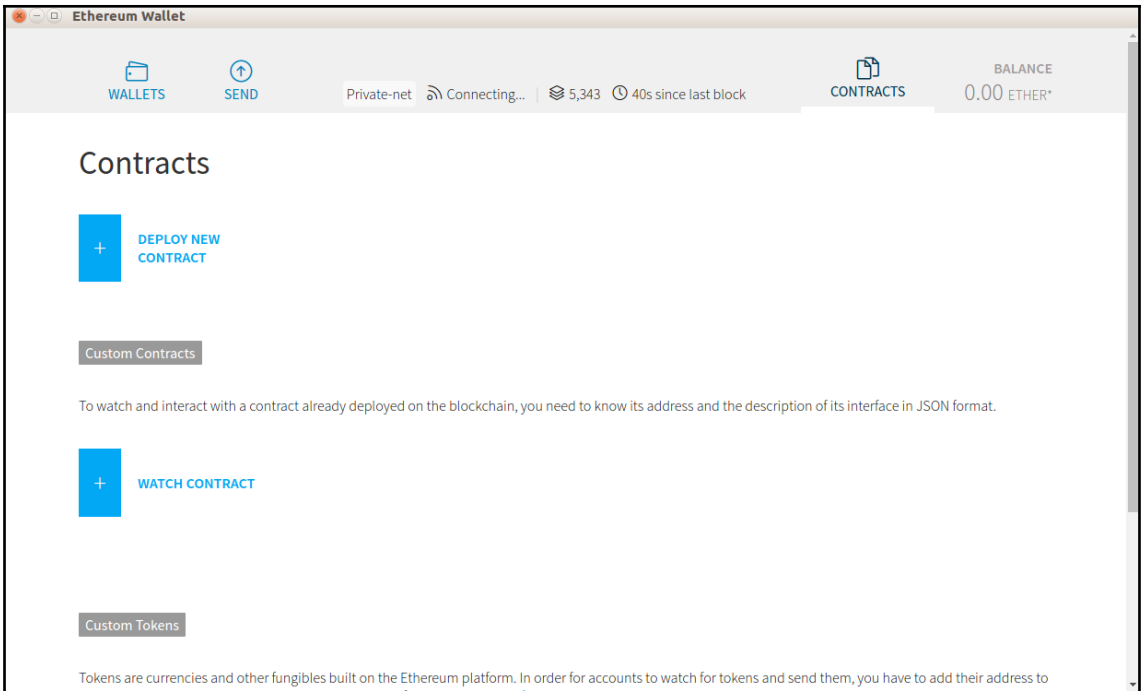 Ethereum Wallet
WALLETS
SEND
Private-net Connecting... | 5,343 40s since last block
CONTRACTS
BALANCE
0.00 ETHER*
Contracts
+ DEPLOY NEW
CONTRACT
Custom Contracts
To watch and interact with a contract already deployed on the blockchain, you need to know its address and the description of its interface in JSON format.
+ WATCH CONTRACT
Custom Tokens
Tokens are currencies and other fungibles built on the Ethereum platform. In order for accounts to watch for tokens and send them, you have to add their address to